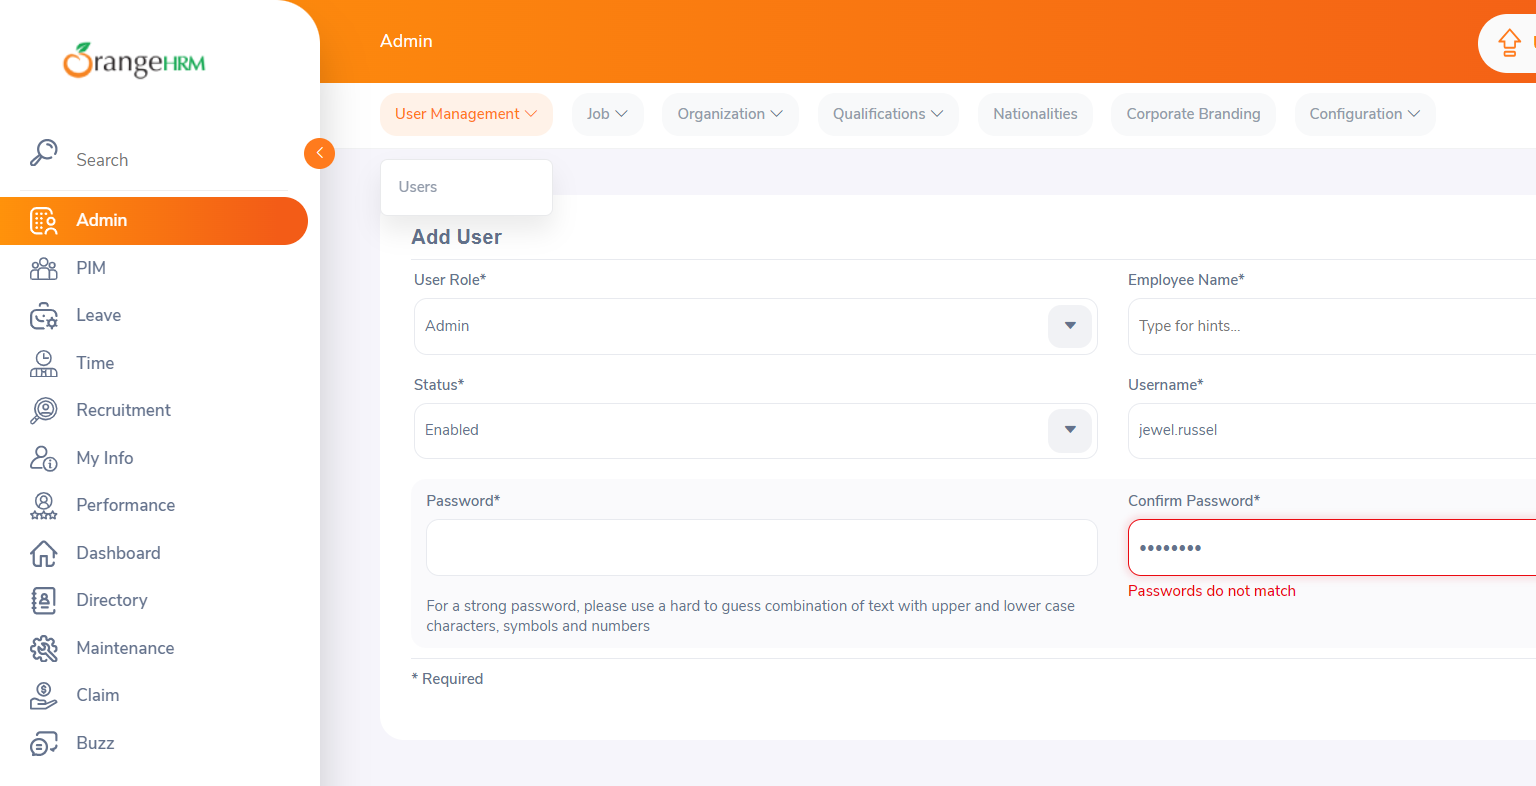 OrangeHRM
Admin
User Management
Job
Organization
Qualifications
Nationalities
Corporate Branding
Configuration
Search
Users
Admin
PIM
Leave
Time
Recruitment
My Info
Performance
Dashboard
Directory
Maintenance
Claim
Buzz
Add User
User Role*
Employee Name*
Admin
Type for hints...
Status*
Username*
Enabled
jewel.russel
Password*
Confirm Password*
••••••••
Passwords do not match
For a strong password, please use a hard to guess combination of text with upper and lower case
characters, symbols and numbers
* Required